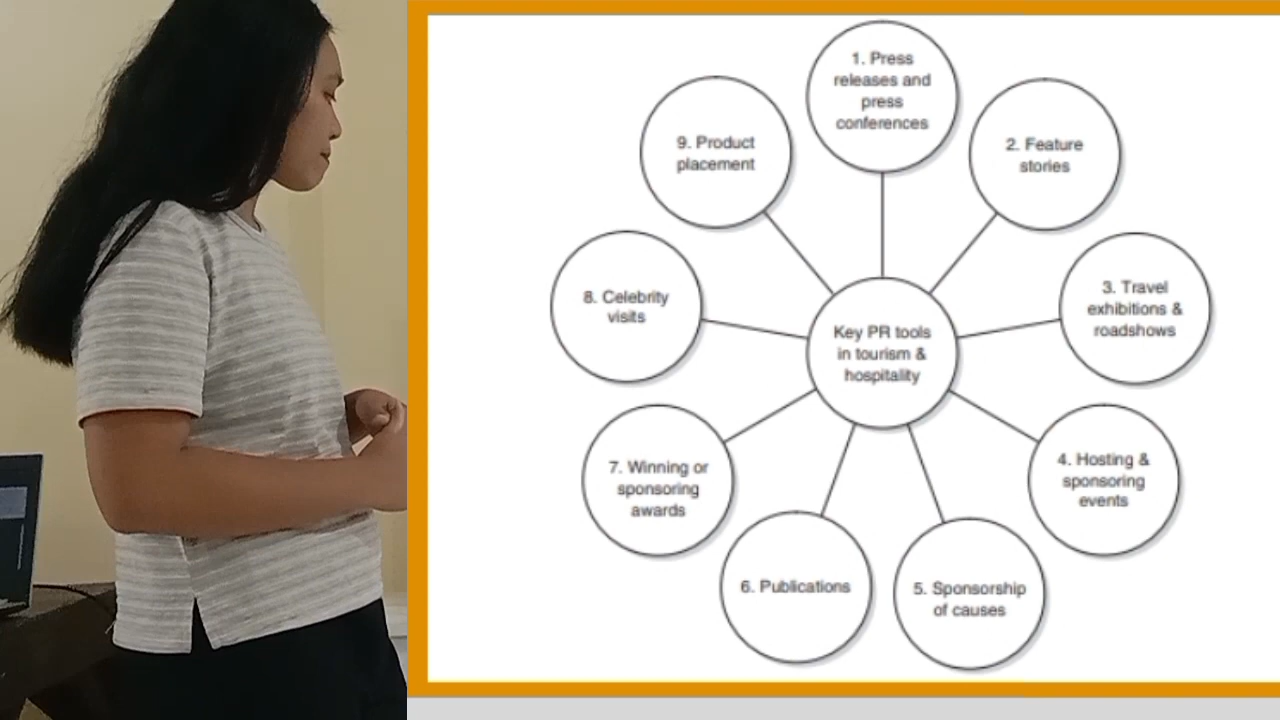 1. Press
releases and
press
conferences
2. Feature
stories
3. Travel
exhibitions &
roadshows
4. Hosting &
sponsoring
events
5. Sponsorship
of causes
6. Publications
7. Winning or
sponsoring
awards
8. Celebrity
visits
9. Product
placement
Key PR tools
in tourism &
hospitality